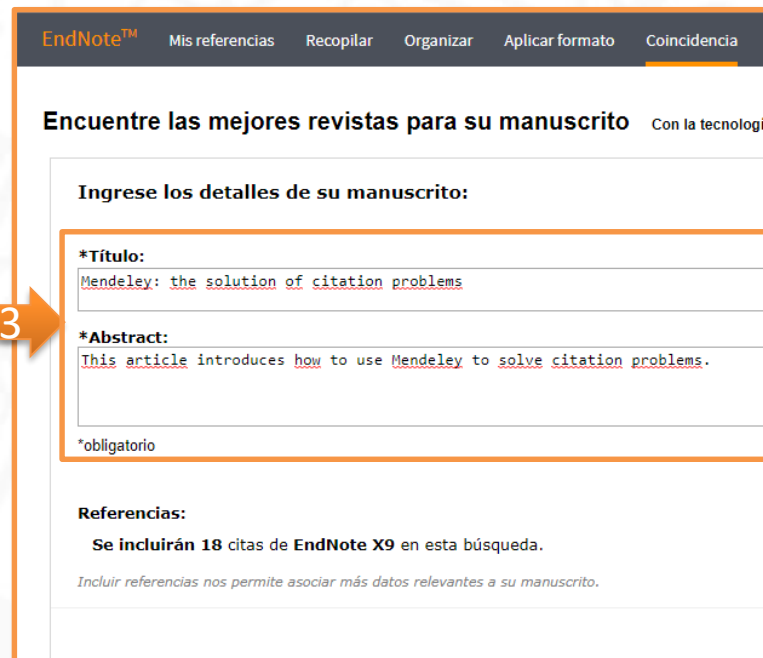 EndNote™ Mis referencias Recopilar Organizar Aplicar formato Coincidencia
Encuentre las mejores revistas para su manuscrito Con la tecnologí
Ingrese los detalles de su manuscrito:
*Título:
Mendeley: the solution of citation problems
3
*Abstract:
This article introduces how to use Mendeley to solve citation problems.
*obligatorio
Referencias:
Se incluirán 18 citas de EndNote X9 en esta búsqueda.
Incluir referencias nos permite asociar más datos relevantes a su manuscrito.